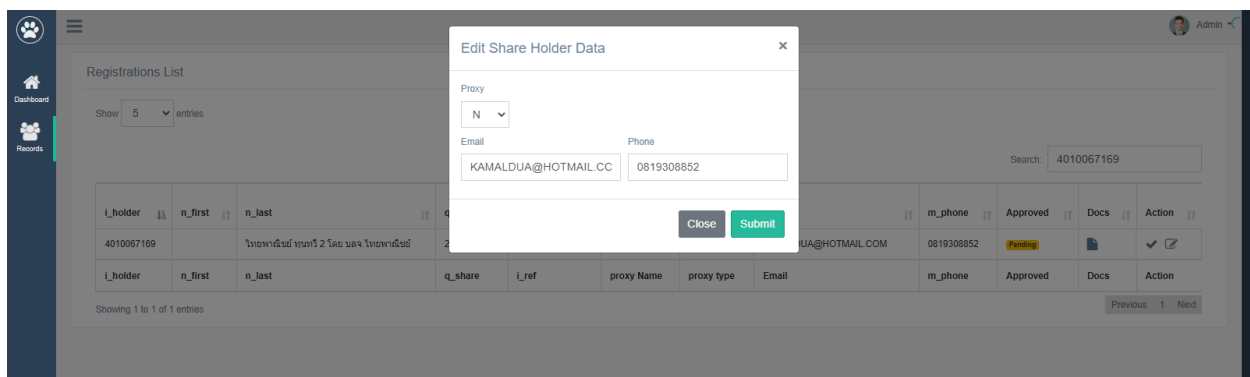 Admin
Edit Share Holder Data
×
Registrations List
Dashboard
Show 5 entries
Proxy
N
Records
Email Phone
KAMALDUA@HOTMAIL.CC 0819308852
Search: 4010067169
Close Submit
i_holder n_first n_last q m_phone Approved Docs Action
4010067169 ไทยพาณิชย์ ทุนทวี 2 โดย บลจ.ไทยพาณิชย์ 2 UA@HOTMAIL.COM 0819308852 Pending
i_holder n_first n_last q_share i_ref proxy Name proxy type Email m_phone Approved Docs Action
Showing 1 to 1 of 1 entries
Previous 1 Next